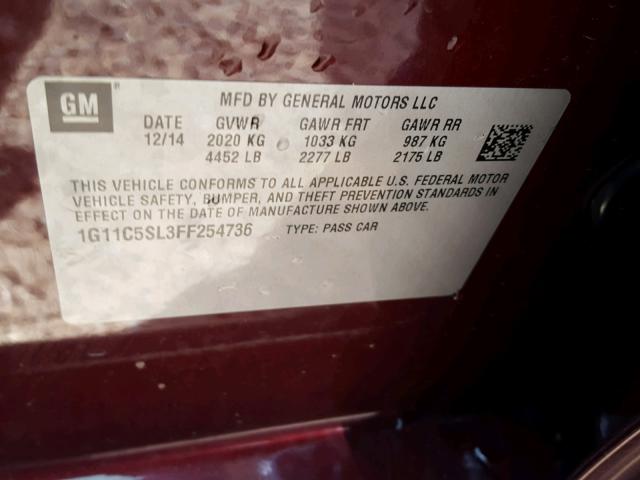 GM ®
MFD BY GENERAL MOTORS LLC
DATE GVWR GAWR FRT GAWR RR
12/14 2020 KG 1033 KG 987 KG
4452 LB 2277 LB 2175 LB
THIS VEHICLE CONFORMS TO ALL APPLICABLE U.S. FEDERAL MOTOR
VEHICLE SAFETY, BUMPER, AND THEFT PREVENTION STANDARDS IN
EFFECT ON THE DATE OF MANUFACTURE SHOWN ABOVE.
1G11C5SL3FF254736 TYPE: PASS CAR